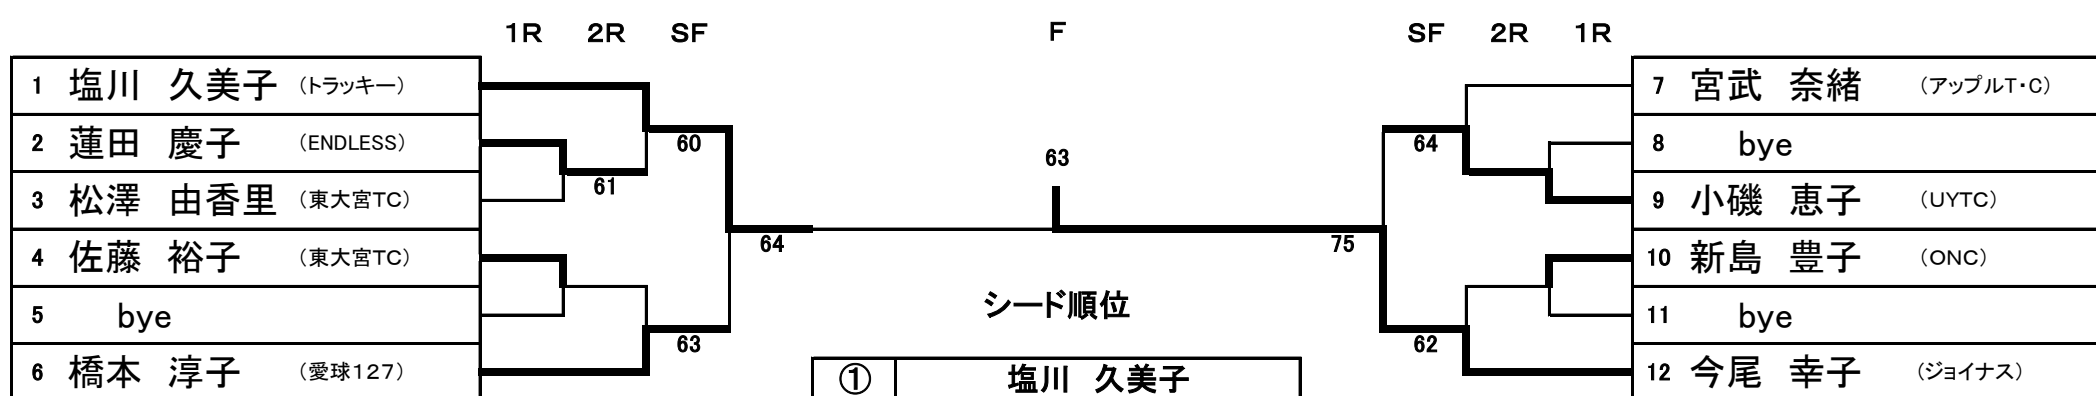 1R 2R SF F SF 2R 1R
1 塩川 久美子 (トラッキー)
2 蓮田 慶子 (ENDLESS)
3 松澤 由香里 (東大宮TC)
4 佐藤 裕子 (東大宮TC)
5 bye
6 橋本 淳子 (愛球127)
60
61
64
63
63
シード順位
① 塩川 久美子
64
75
62
7 宮武 奈緒 (アップルT・C)
8 bye
9 小磯 恵子 (UYTC)
10 新島 豊子 (ONC)
11 bye
12 今尾 幸子 (ジョイナス)